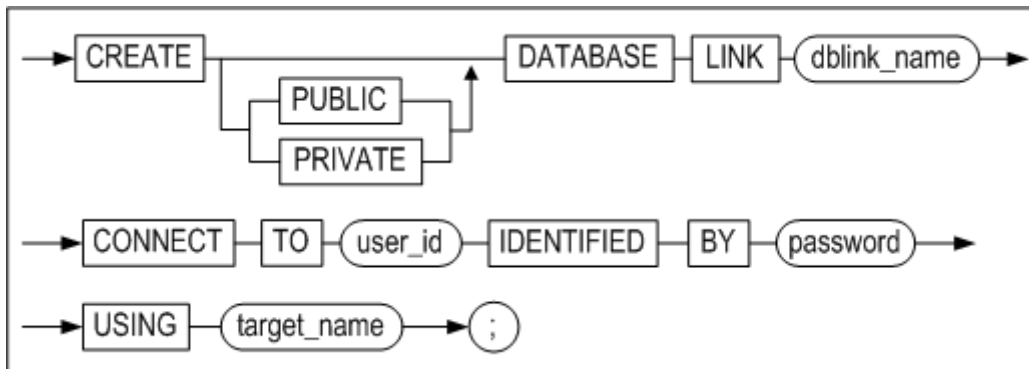 CREATE DATABASE LINK dblink_name
PUBLIC
PRIVATE
CONNECT TO user_id IDENTIFIED BY password
USING target_name ;